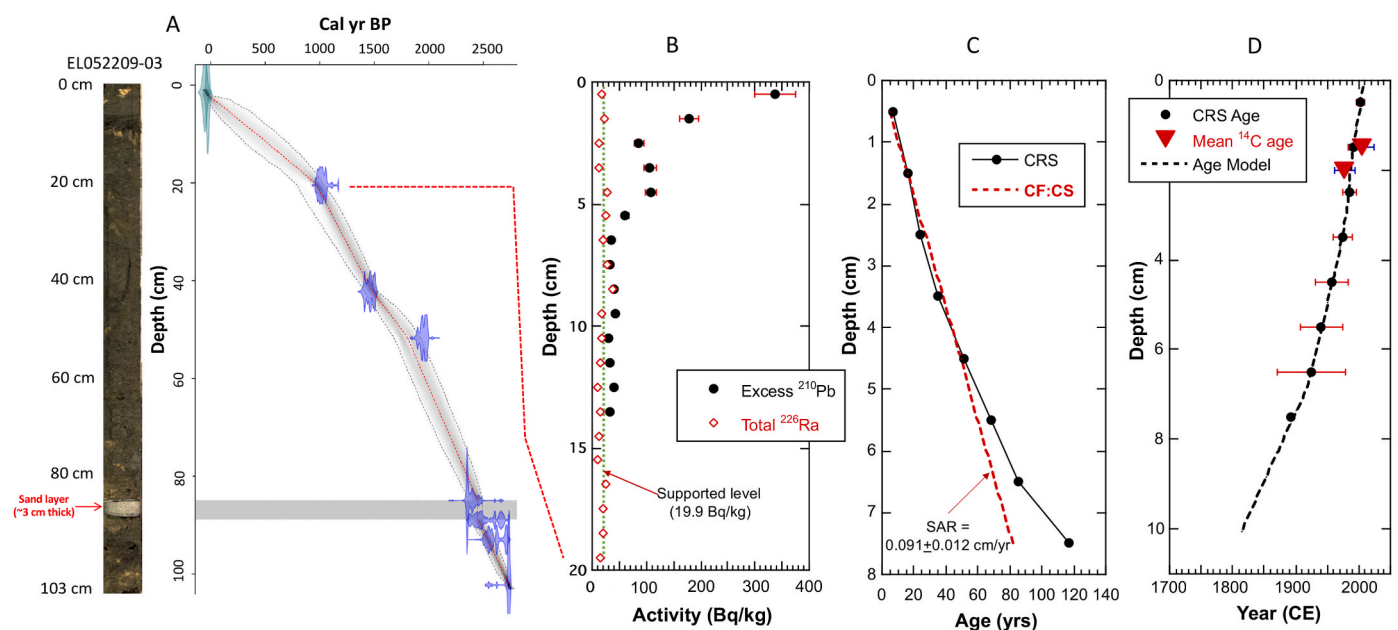 A
Cal yr BP
0
500
1000
1500
2000
2500
EL052209-03
0 cm
20 cm
40 cm
60 cm
80 cm
Sand layer
(~3 cm thick)
103 cm
Depth (cm)
0
20
40
60
80
100
B
0
5
10
15
20
Depth (cm)
Excess 210Pb
Total 226Ra
Supported level
(19.9 Bq/kg)
0
100
200
300
400
Activity (Bq/kg)
C
0
1
2
3
4
5
6
7
8
Depth (cm)
CRS
CF:CS
SAR =
0.091±0.012 cm/yr
0 20 40 60 80 100 120 140
Age (yrs)
D
0
4
6
8
10
Depth (cm)
CRS Age
Mean 14C age
Age Model
1700
1800
1900
2000
Year (CE)